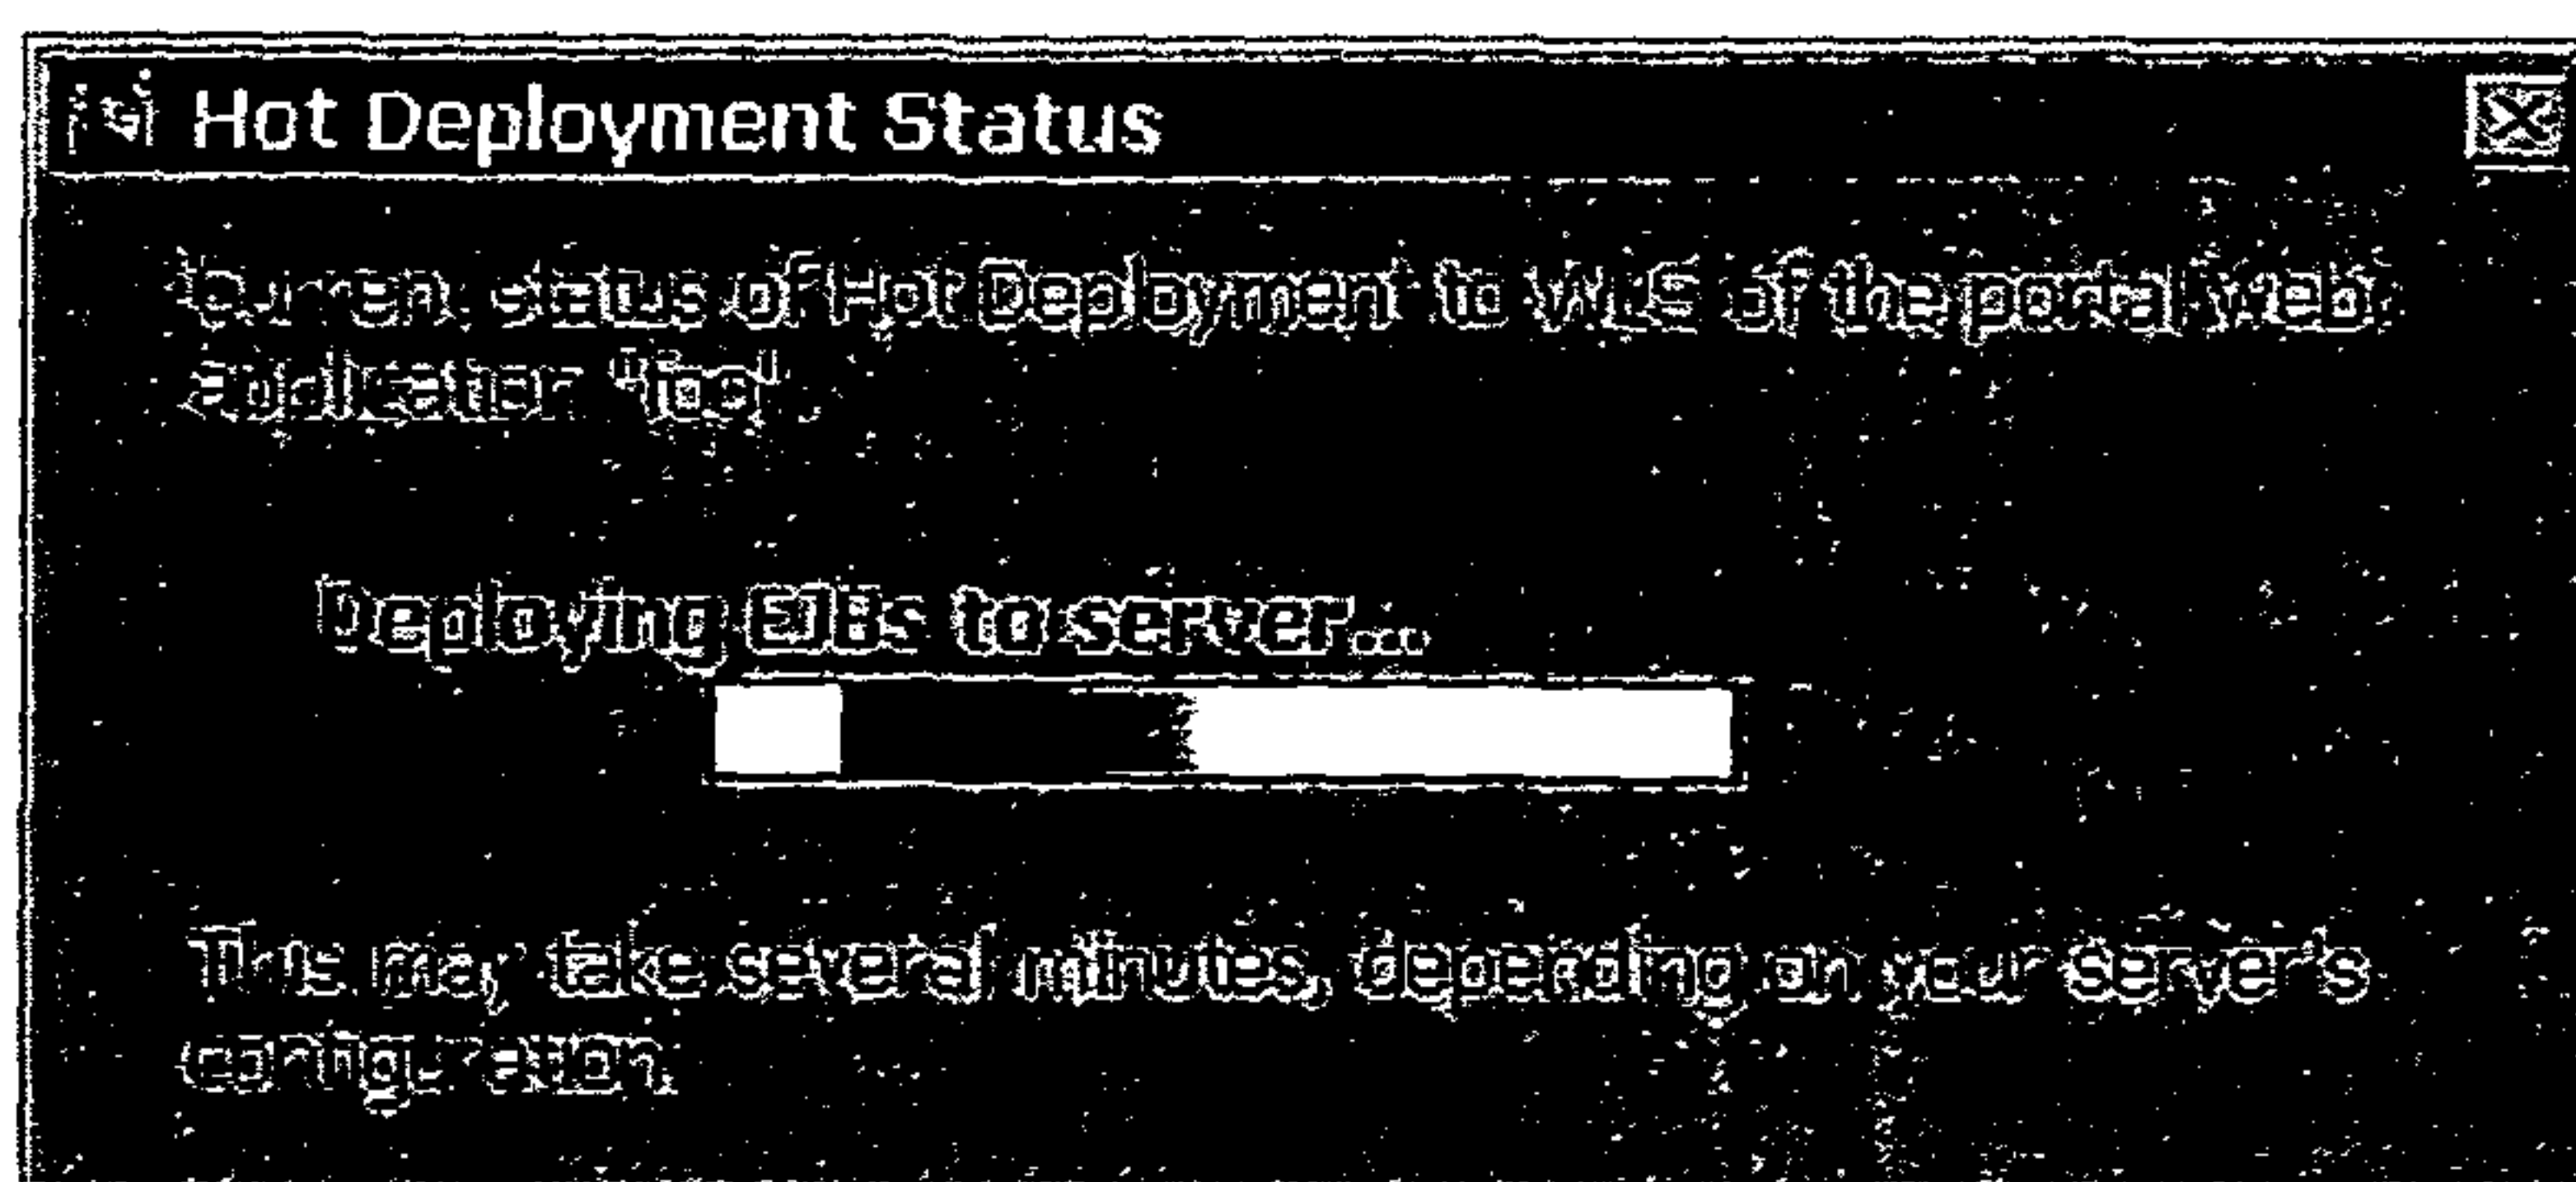 Hot Deployment Status
Current status of Hot Deployment to WLS of the portal web
application
Deploying EJBs to server...
This may take several minutes, depending on your server's
configuration.